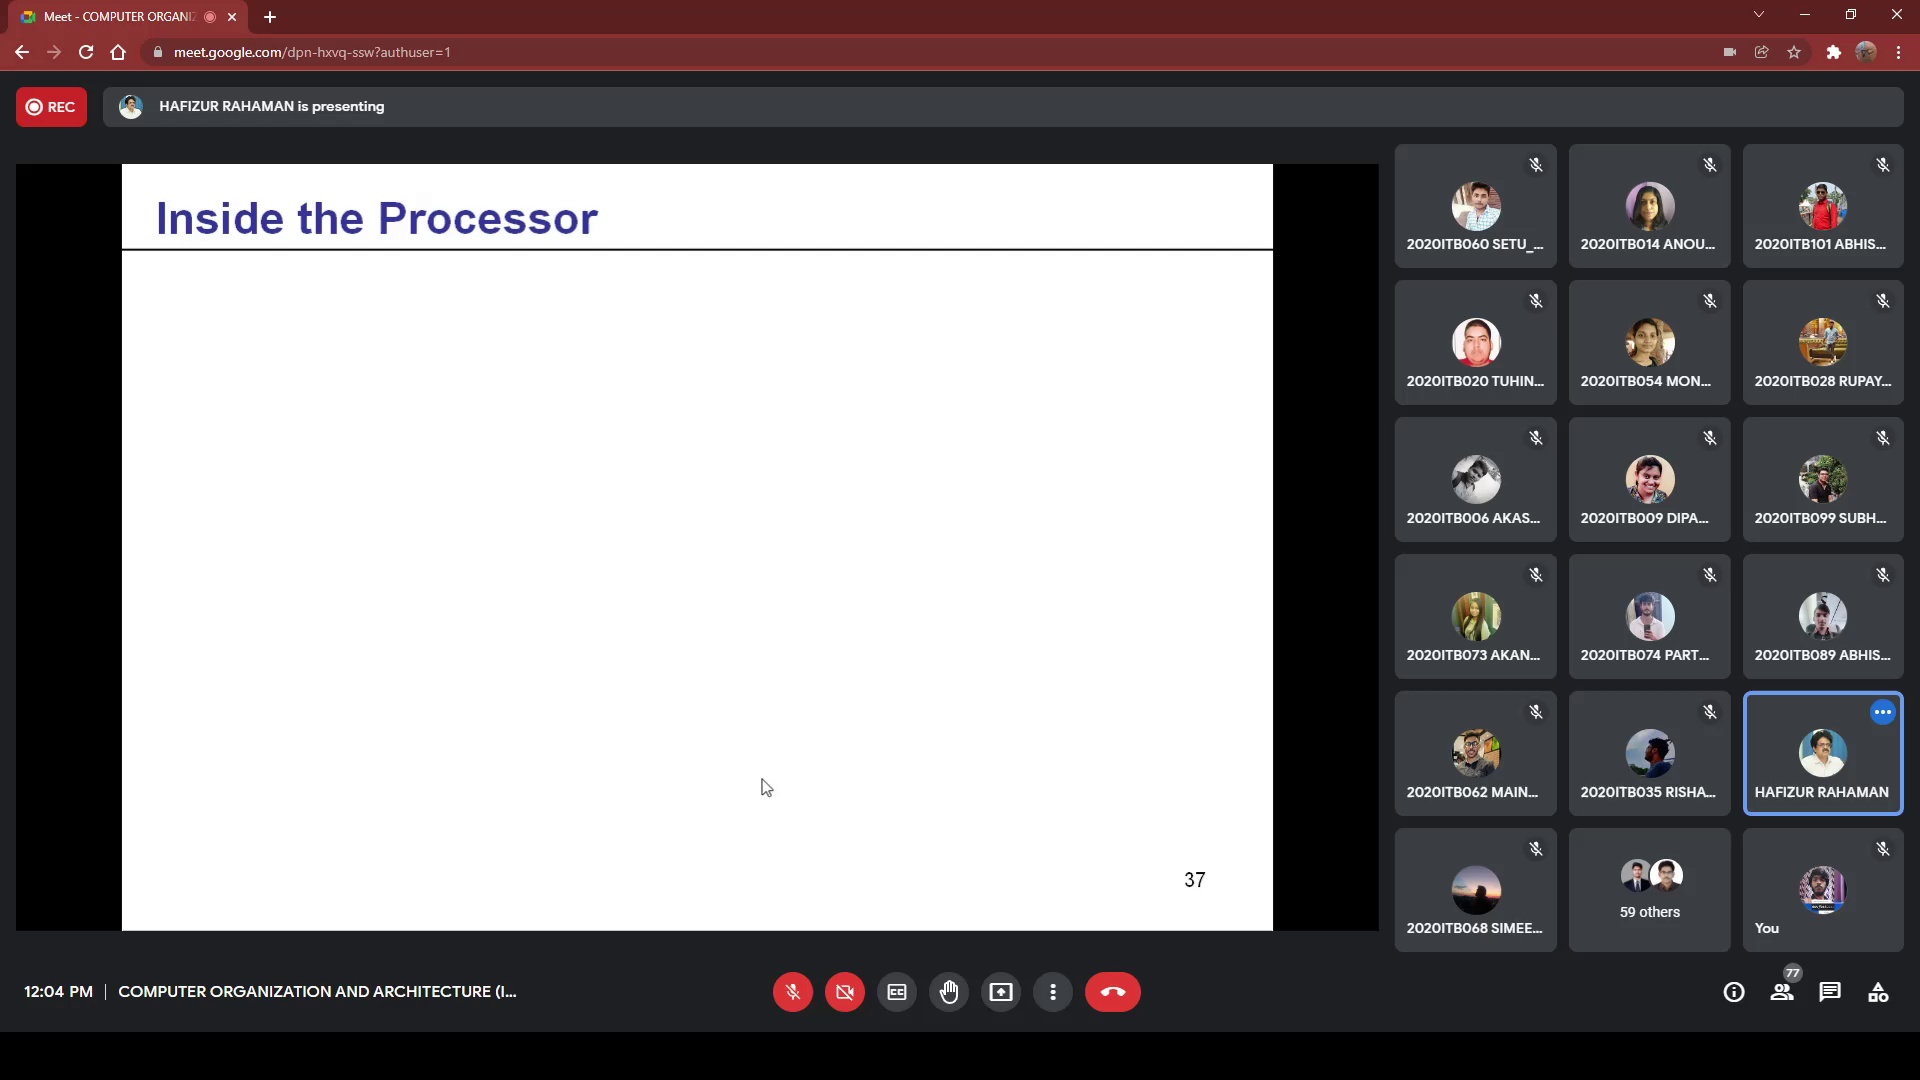 Meet - COMPUTER ORGANIZ
meet.google.com/dpn-hxvq-ssw?authuser=1
REC
HAFIZUR RAHAMAN is presenting
Inside the Processor
37
2020ITB060 SETU_...
2020ITB014 ANOU...
2020ITB101 ABHIS...
2020ITB020 TUHIN...
2020ITB054 MON...
2020ITB028 RUPAY...
2020ITB006 AKAS...
2020ITB009 DIPA...
2020ITB099 SUBH...
2020ITB073 AKAN...
2020ITB074 PART...
2020ITB089 ABHIS...
2020ITB062 MAIN...
2020ITB035 RISHA...
HAFIZUR RAHAMAN
2020ITB068 SIMEE...
59 others
You
12:04 PM | COMPUTER ORGANIZATION AND ARCHITECTURE (I...
77